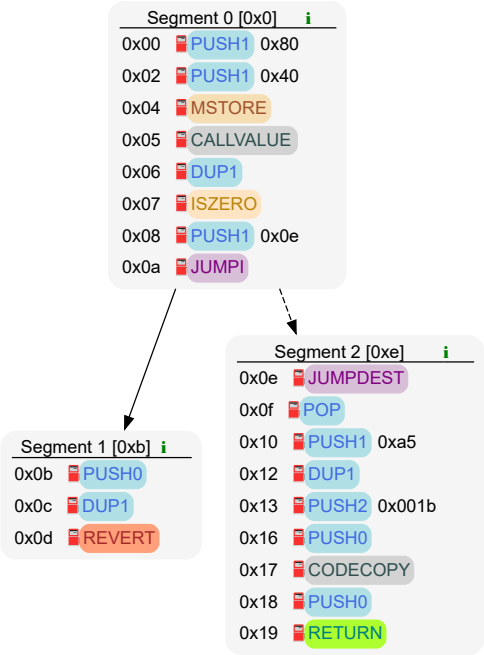 Segment 0 [0x0] i
0x00 PUSH1 0x80
0x02 PUSH1 0x40
0x04 MSTORE
0x05 CALLVALUE
0x06 DUP1
0x07 ISZERO
0x08 PUSH1 0x0e
0x0a JUMPI
Segment 1 [0xb] i
0x0b PUSH0
0x0c DUP1
0x0d REVERT
Segment 2 [0xe] i
0x0e JUMPDEST
0x0f POP
0x10 PUSH1 0xa5
0x12 DUP1
0x13 PUSH2 0x001b
0x16 PUSH0
0x17 CODECOPY
0x18 PUSH0
0x19 RETURN